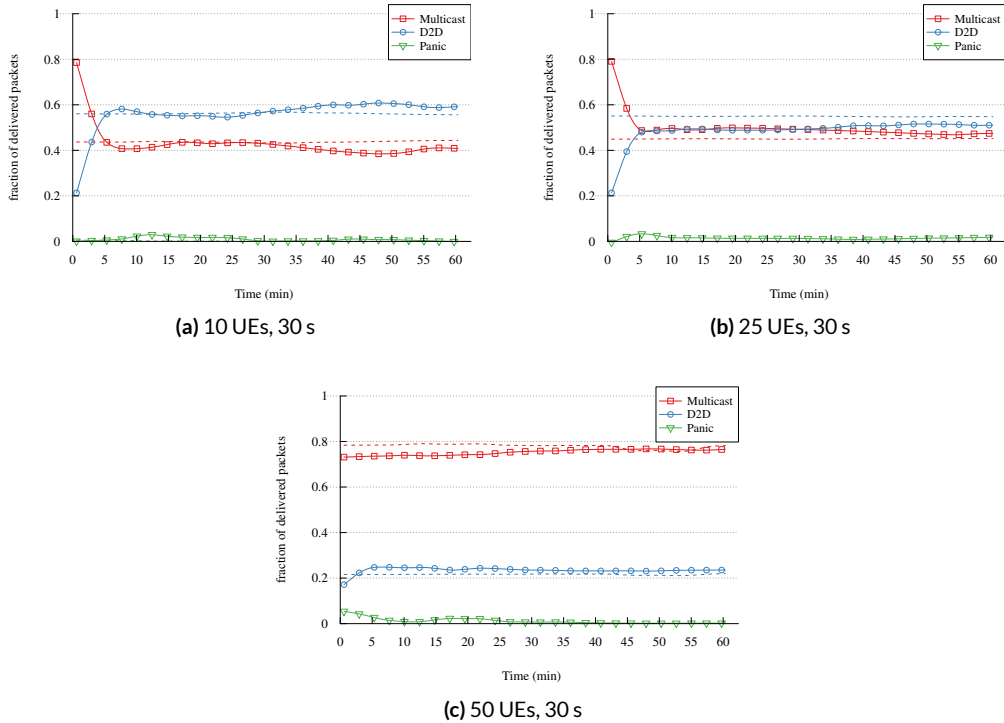 1
0.8
0.6
0.4
0.2
0
fraction of delivered packets
0 5 10 15 20 25 30 35 40 45 50 55 60
Time (min)
Multicast
D2D
Panic
(a) 10 UEs, 30 s
1
0.8
0.6
0.4
0.2
0
fraction of delivered packets
0 5 10 15 20 25 30 35 40 45 50 55 60
Time (min)
Multicast
D2D
Panic
(b) 25 UEs, 30 s
1
0.8
0.6
0.4
0.2
0
fraction of delivered packets
0 5 10 15 20 25 30 35 40 45 50 55 60
Time (min)
Multicast
D2D
Panic
(c) 50 UEs, 30 s